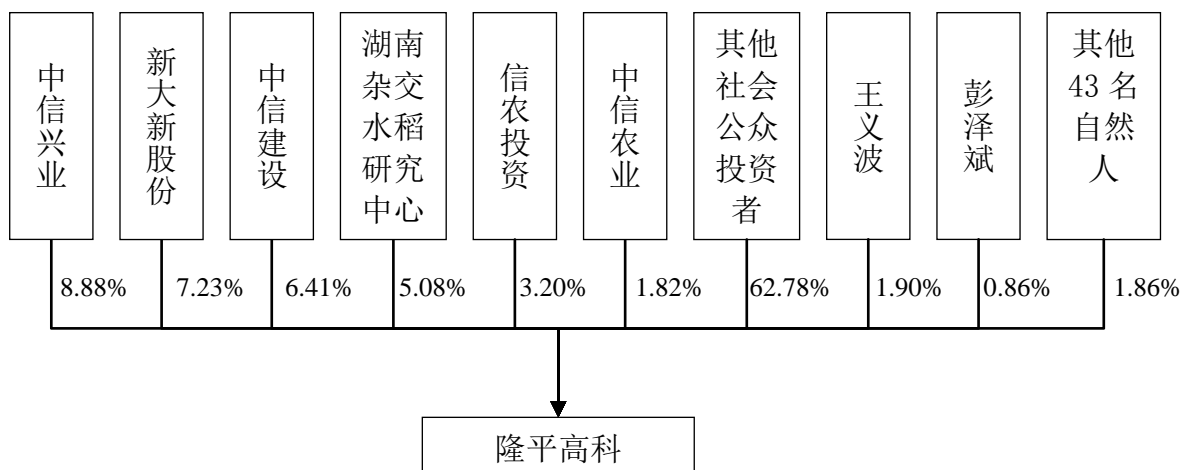 中信兴业
新大新股份
中信建设
湖南
杂交
水稻
研究
中心
信农投资
中信农业
其他
社会
公众
投资
者
王义波
彭泽斌
其他
43 名
自然
人
8.88%
7.23%
6.41%
5.08%
3.20%
1.82%
62.78%
1.90%
0.86%
1.86%
隆平高科